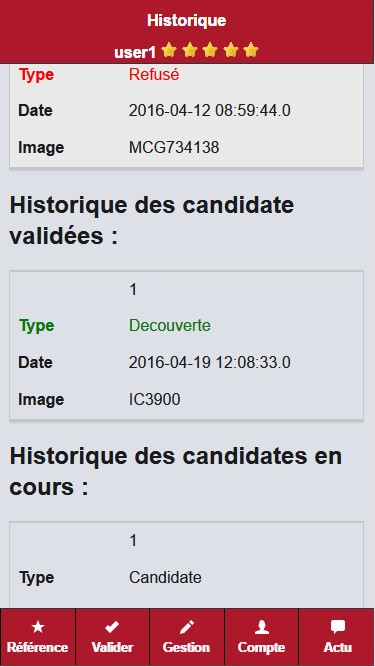 Historique
user1
Type Refusé
Date 2016-04-12 08:59:44.0
Image MCG734138
Historique des candidate
validées :
1
Type Decouverte
Date 2016-04-19 12:08:33.0
Image IC3900
Historique des candidates en
cours :
1
Type Candidate
Référence Valider Gestion Compte Actu